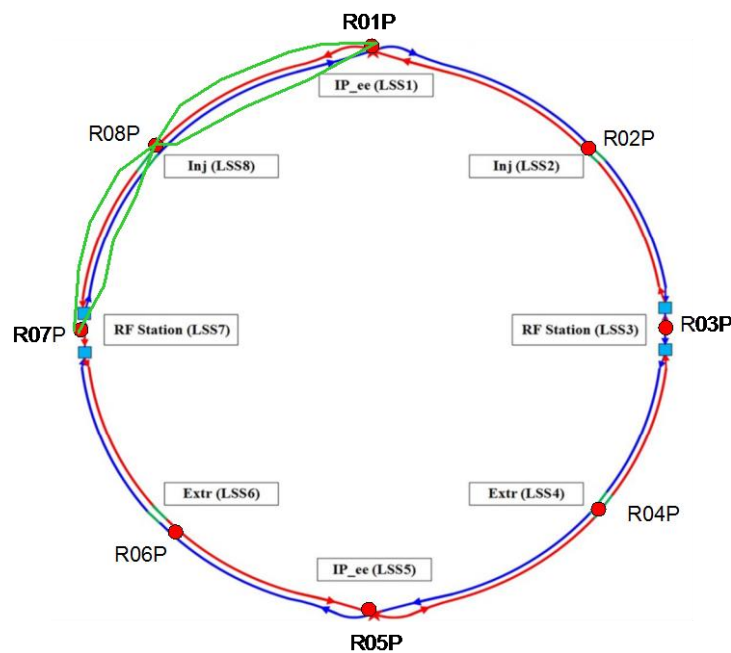 R01P
IP_ee (LSS1)
R08P
R02P
Inj (LSS8)
Inj (LSS2)
R07P
RF Station (LSS7)
RF Station (LSS3)
R03P
Extr (LSS6)
Extr (LSS4)
R06P
R04P
IP_ee (LSS5)
R05P